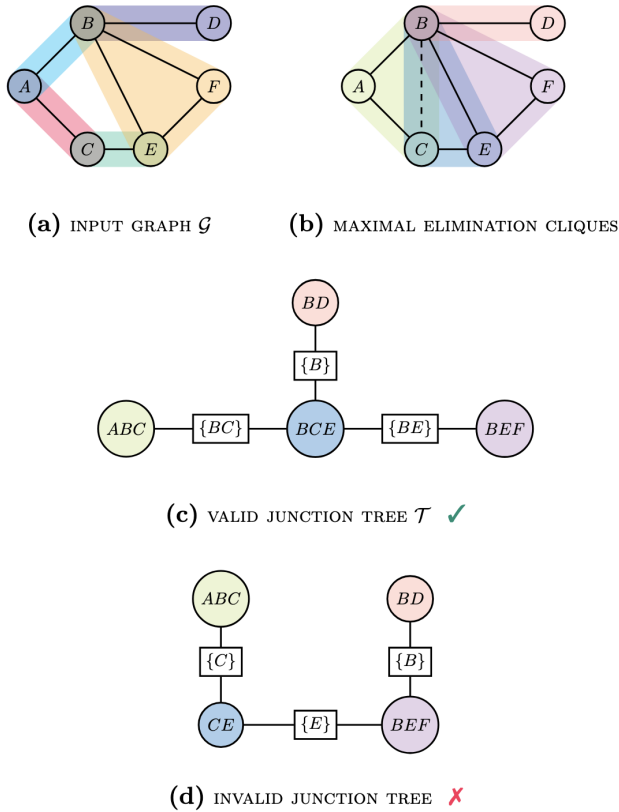 B D B D
A F A F
C E C E
(a) INPUT GRAPH 𝒢 (b) MAXIMAL ELIMINATION CLIQUES
BD
{B}
ABC {BC} BCE {BE} BEF
(c) VALID JUNCTION TREE 𝒯 ✓
ABC BD
{C} {B}
CE {E} BEF
(d) INVALID JUNCTION TREE ✗